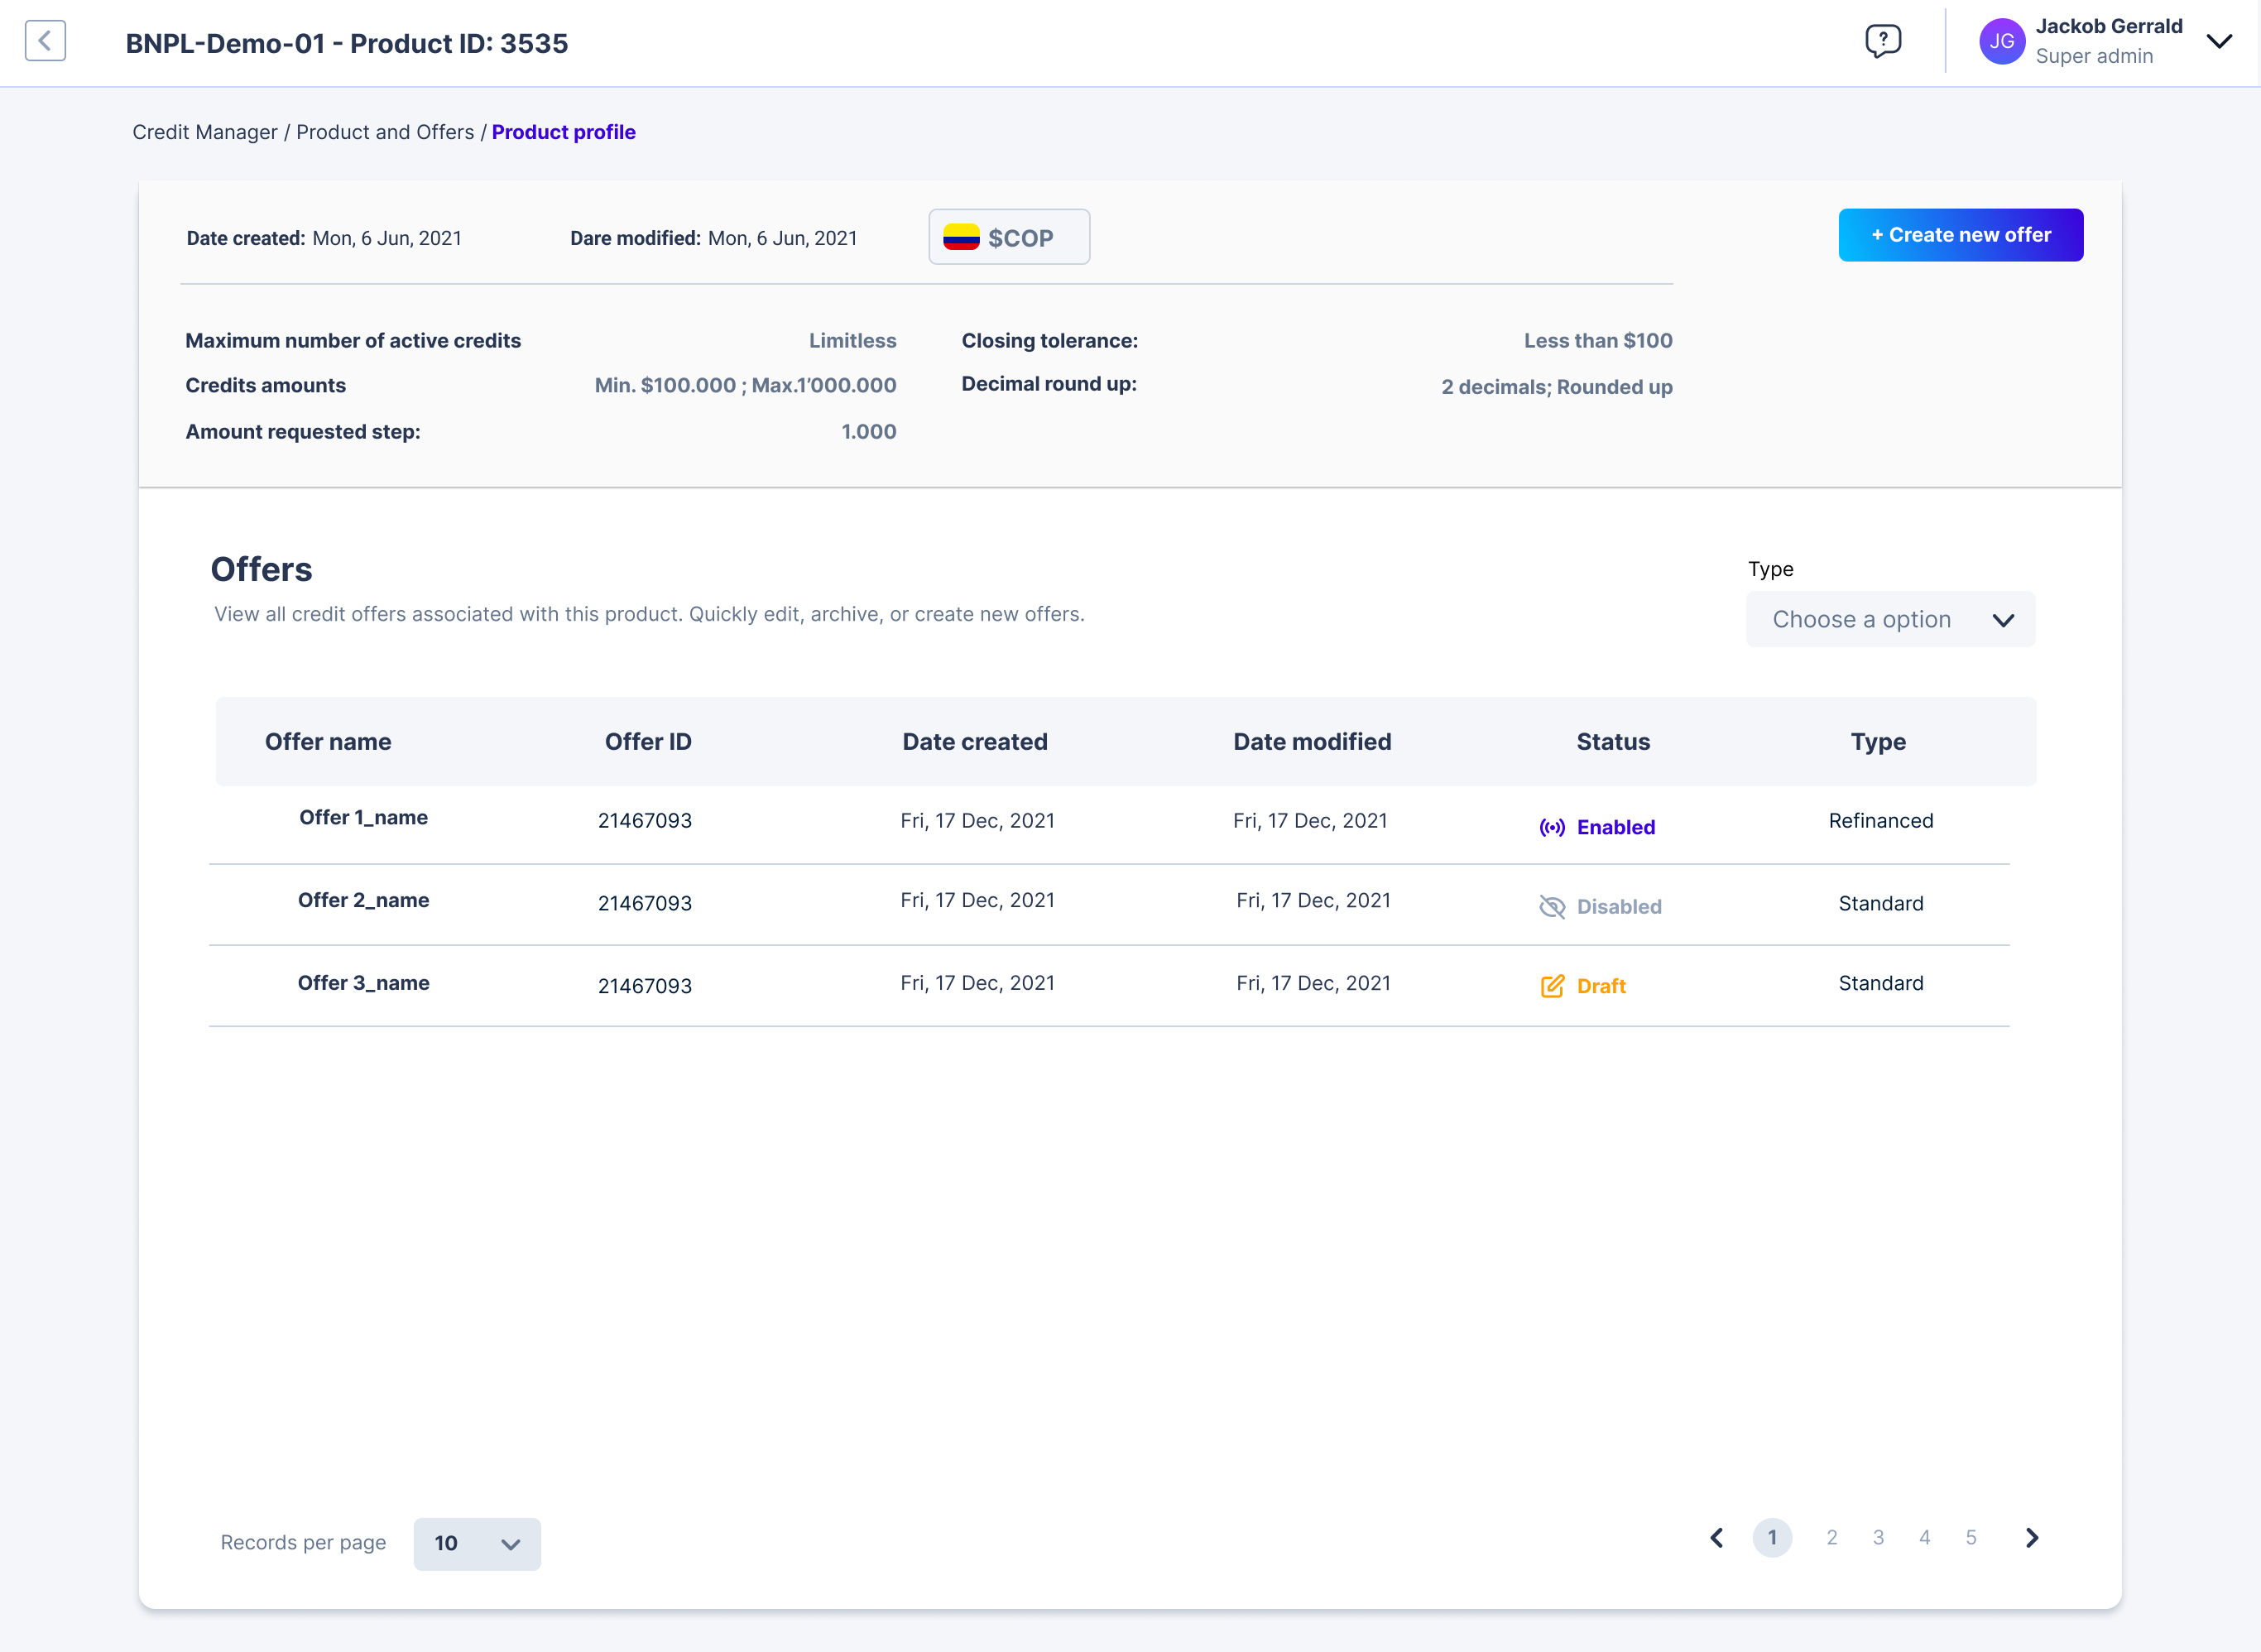 BNPL-Demo-01 - Product ID: 3535
?
JG
Jackob Gerrald
Super admin
Credit Manager / Product and Offers / Product profile
Date created: Mon, 6 Jun, 2021
Dare modified: Mon, 6 Jun, 2021
$COP
+ Create new offer
Maximum number of active credits Limitless
Closing tolerance: Less than $100
Credits amounts Min. $100.000 ; Max.1’000.000
Decimal round up: 2 decimals; Rounded up
Amount requested step: 1.000
Offers
View all credit offers associated with this product. Quickly edit, archive, or create new offers.
Type
Choose a option
Offer name Offer ID Date created Date modified Status Type
Offer 1_name 21467093 Fri, 17 Dec, 2021 Fri, 17 Dec, 2021 Enabled Refinanced
Offer 2_name 21467093 Fri, 17 Dec, 2021 Fri, 17 Dec, 2021 Disabled Standard
Offer 3_name 21467093 Fri, 17 Dec, 2021 Fri, 17 Dec, 2021 Draft Standard
Records per page 10
1 2 3 4 5